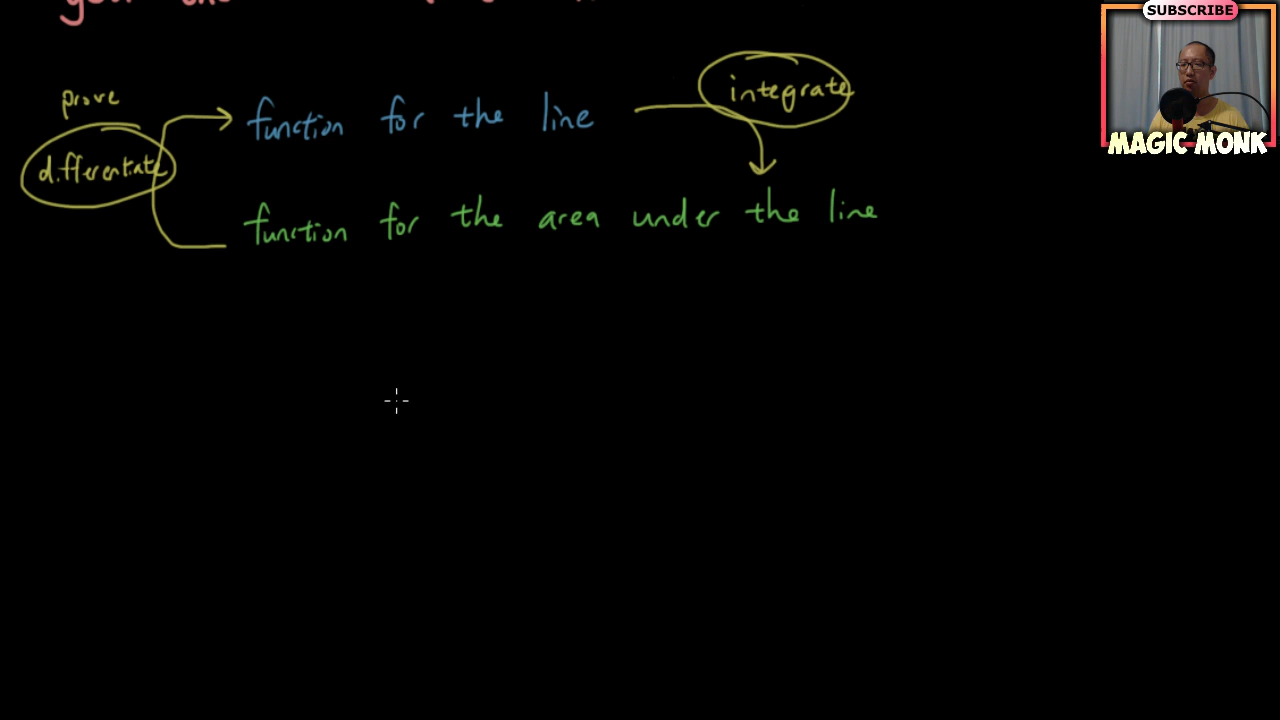 SUBSCRIBE
MAGIC MONK
integrate
prove
function for the line
differentiate
function for the area under the line